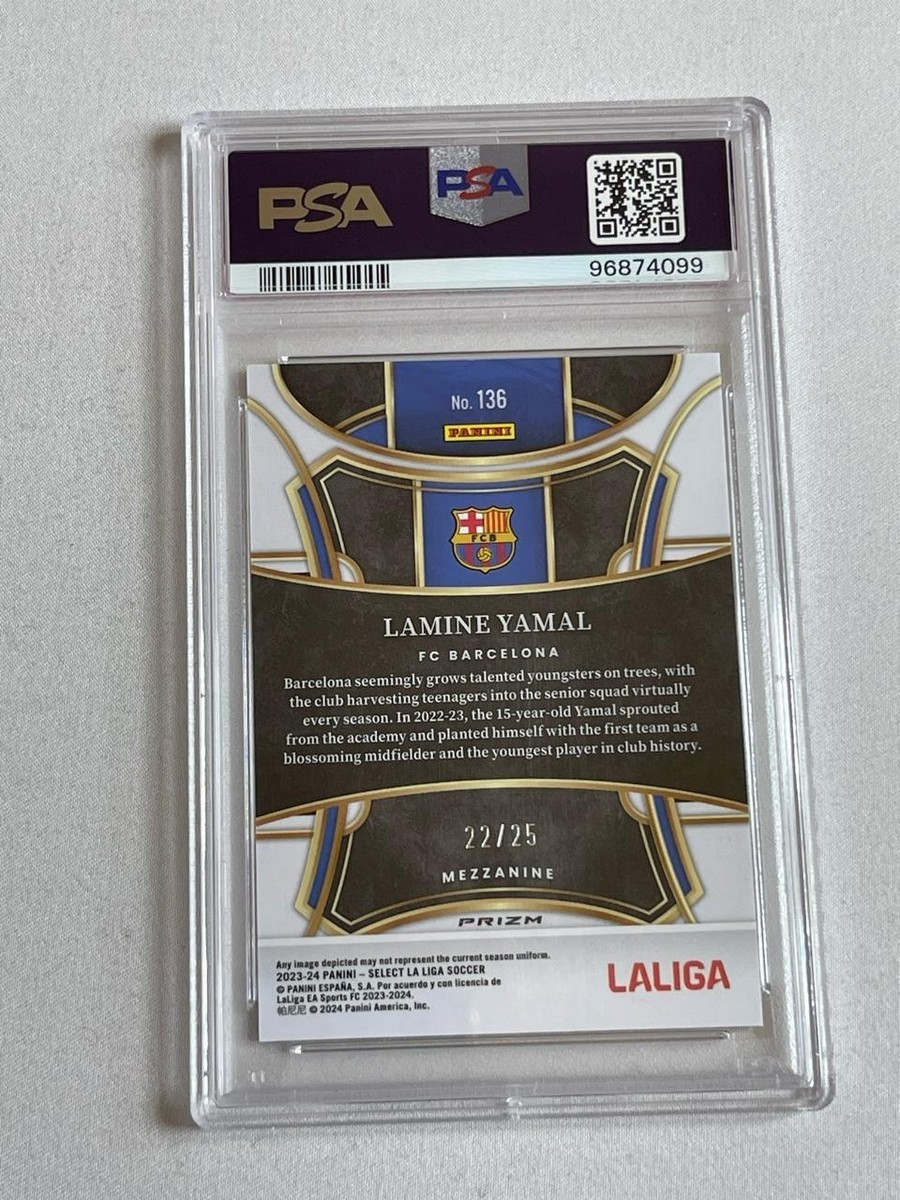 PSA
PSA
96874099
No. 136
PANINI
FCB
LAMINE YAMAL
FC BARCELONA
Barcelona seemingly grows talented youngsters on trees, with
the club harvesting teenagers into the senior squad virtually
every season. In 2022-23, the 15-year-old Yamal sprouted
from the academy and planted himself with the first team as a
blossoming midfielder and the youngest player in club history.
22/25
MEZZANINE
PRIZM
Any image depicted may not represent the current season uniform.
2023-24 PANINI – SELECT LA LIGA SOCCER
© PANINI ESPAÑA, S.A. Por acuerdo y con licencia de
LaLiga EA Sports FC 2023-2024.
帕尼尼 © 2024 Panini America, Inc.
LALIGA